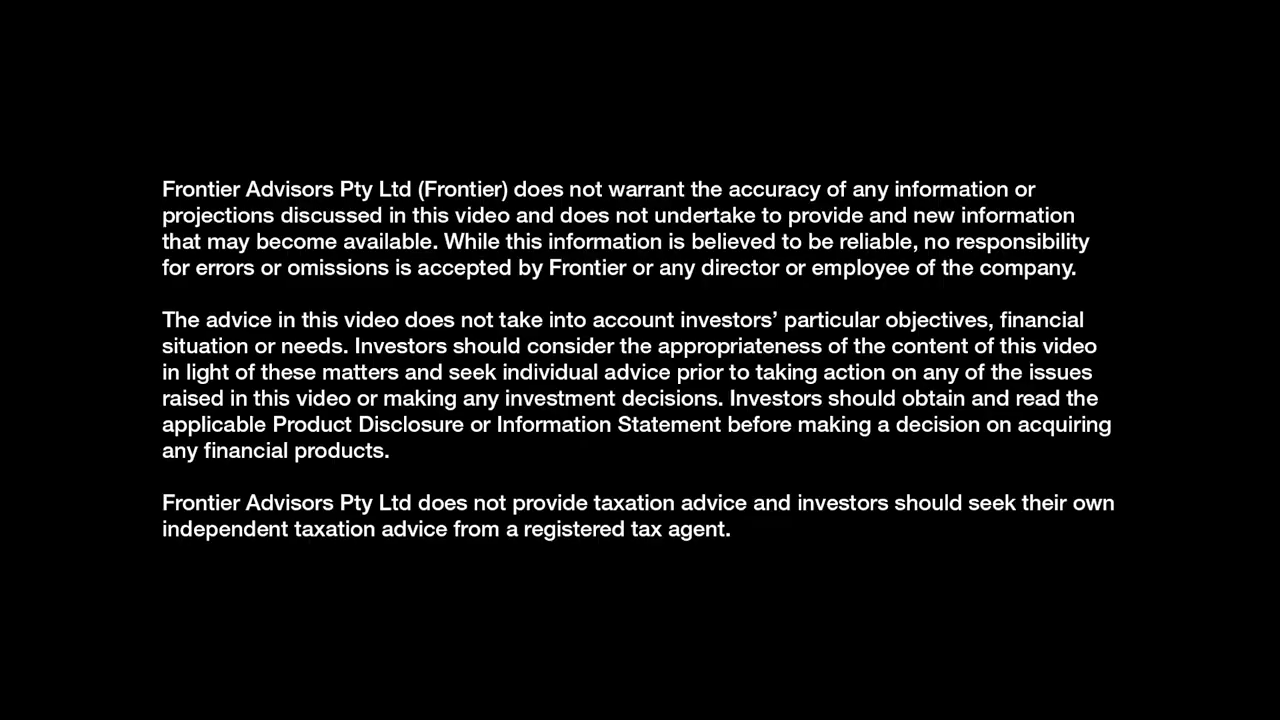 Frontier Advisors Pty Ltd (Frontier) does not warrant the accuracy of any information or
projections discussed in this video and does not undertake to provide and new information
that may become available. While this information is believed to be reliable, no responsibility
for errors or omissions is accepted by Frontier or any director or employee of the company.
The advice in this video does not take into account investors’ particular objectives, financial
situation or needs. Investors should consider the appropriateness of the content of this video
in light of these matters and seek individual advice prior to taking action on any of the issues
raised in this video or making any investment decisions. Investors should obtain and read the
applicable Product Disclosure or Information Statement before making a decision on acquiring
any financial products.
Frontier Advisors Pty Ltd does not provide taxation advice and investors should seek their own
independent taxation advice from a registered tax agent.